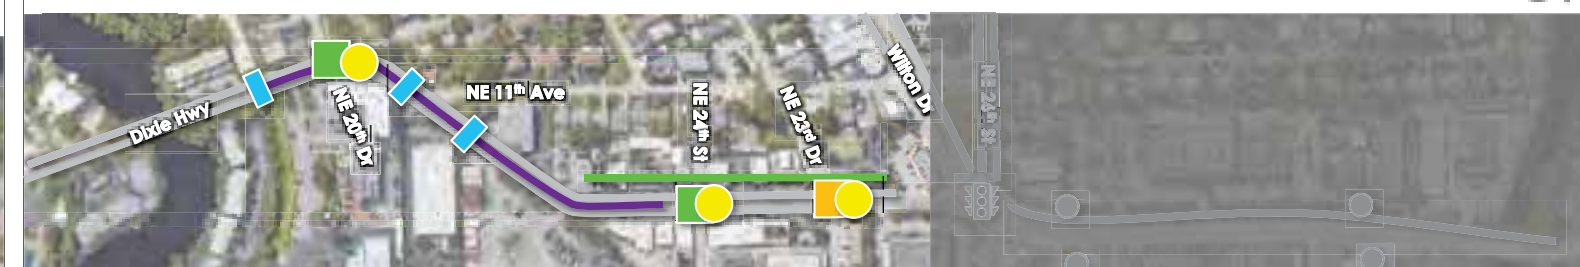 Dixie Hwy
NE 20th Dr
NE 11th Ave
NE 24th St
NE 23rd Dr
Wilton Dr
NE 26th St